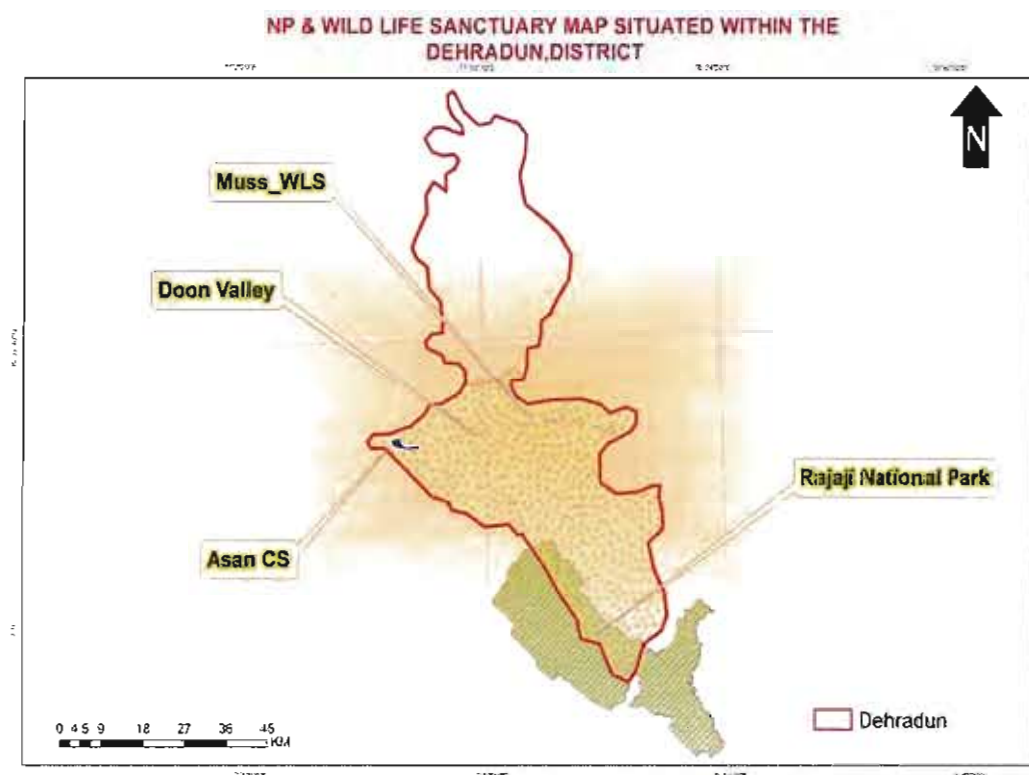 NP & WILD LIFE SANCTUARY MAP SITUATED WITHIN THE
DEHRADUN,DISTRICT
N
Muss_WLS
Doon Valley
Rajaji National Park
Asan CS
0 4 5 9 18 27 36 45
KM
Dehradun